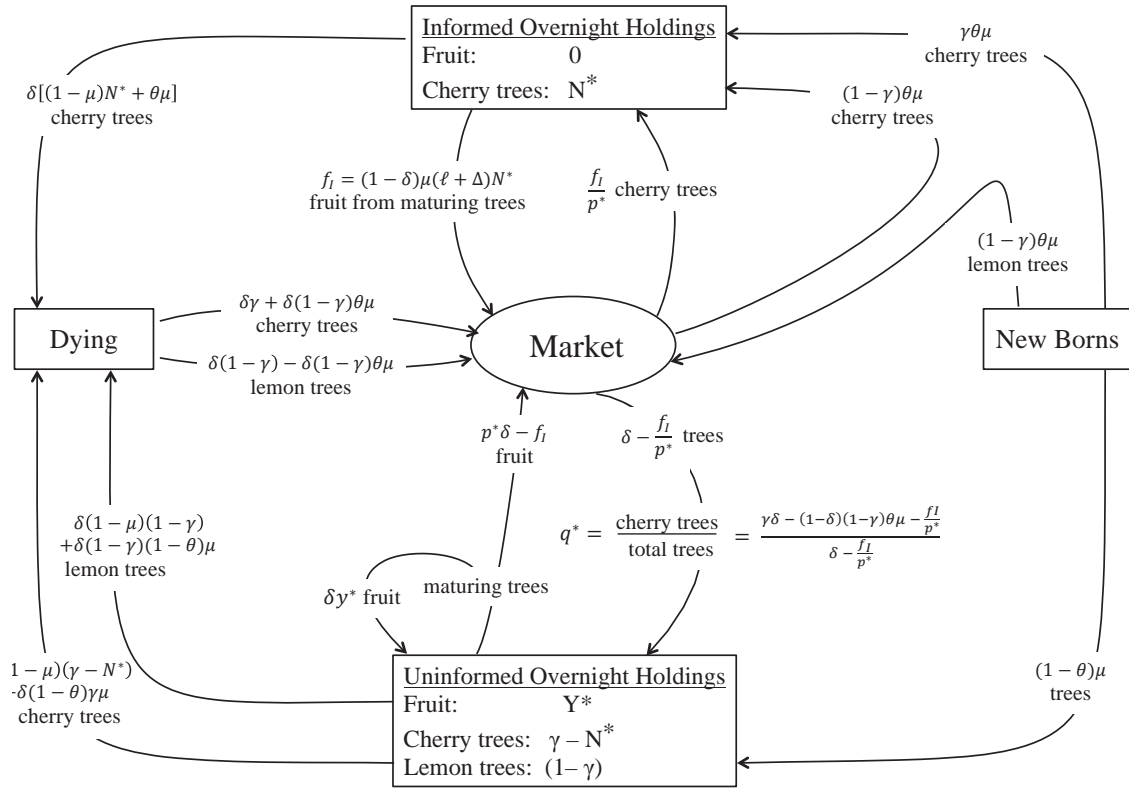 Informed Overnight Holdings
Fruit: 0
Cherry trees: N*
γθμ
cherry trees
δ[(1−μ)N* + θμ]
cherry trees
(1−γ)θμ
cherry trees
f_I = (1−δ)μ(ℓ+Δ)N*
fruit from maturing trees
f_I/p* cherry trees
(1−γ)θμ
lemon trees
Dying
δγ + δ(1−γ)θμ
cherry trees
δ(1−γ) − δ(1−γ)θμ
lemon trees
Market
New Borns
p*δ − f_I
fruit
δ − f_I/p* trees
δ(1−μ)(1−γ)
+δ(1−γ)(1−θ)μ
lemon trees
q* = cherry trees/total trees = (γδ − (1−δ)(1−γ)θμ − fI/p*)/(δ − f_I/p*)
δy* fruit
maturing trees
1−μ)(γ−N*)
-δ(1−θ)γμ
cherry trees
Uninformed Overnight Holdings
Fruit: Y*
Cherry trees: γ − N*
Lemon trees: (1−γ)
(1−θ)μ
trees